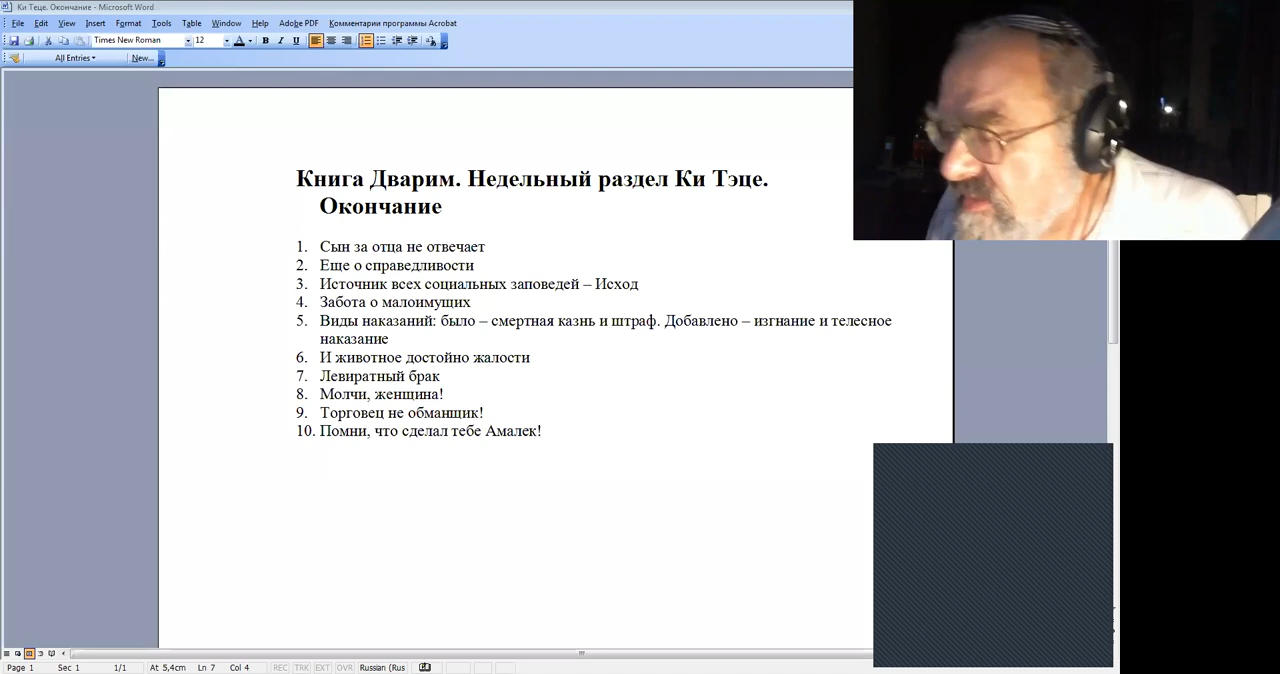 Ки Теце. Окончание - Microsoft Word
File Edit View Insert Format Tools Table Window Help Adobe PDF Комментарии программы Acrobat
Times New Roman 12 A B I U
All Entries New...
Книга Дварим. Недельный раздел Ки Тэце.
Окончание
1. Сын за отца не отвечает
2. Еще о справедливости
3. Источник всех социальных заповедей – Исход
4. Забота о малоимущих
5. Виды наказаний: было – смертная казнь и штраф. Добавлено – изгнание и телесное
наказание
6. И животное достойно жалости
7. Левиратный брак
8. Молчи, женщина!
9. Торговец не обманщик!
10. Помни, что сделал тебе Амалек!
Page 1 Sec 1 1/1 At 5,4cm Ln 7 Col 4 REC TRK EXT OVR Russian (Rus